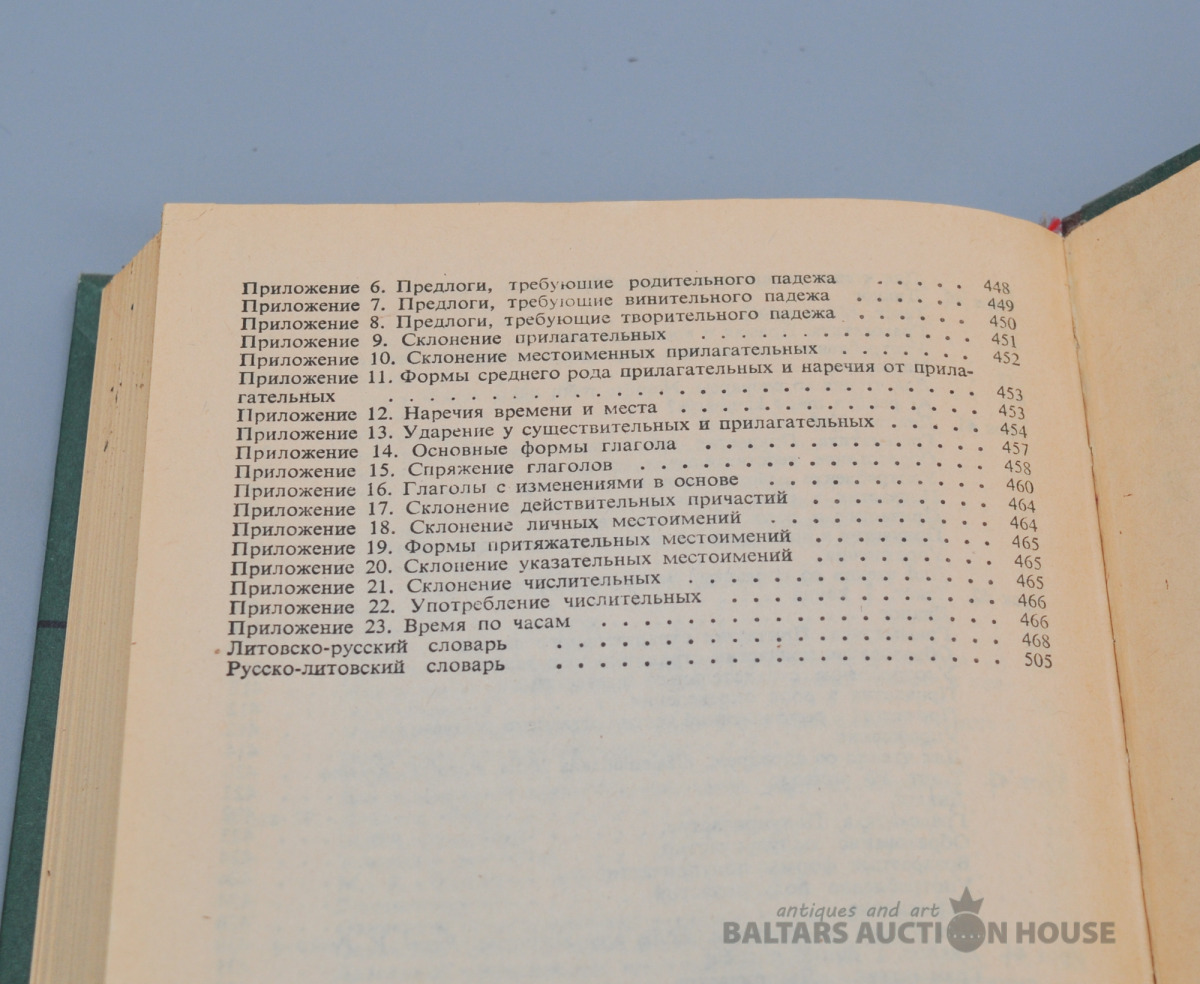 Приложение 6. Предлоги, требующие родительного падежа . . . . . 448
Приложение 7. Предлоги, требующие винительного падежа . . . . . . 449
Приложение 8. Предлоги, требующие творительного падежа . . . . . . 450
Приложение 9. Склонение прилагательных . . . . . . . . . . . 451
Приложение 10. Склонение местоименных прилагательных . . . . . . . 452
Приложение 11. Формы среднего рода прилагательных и наречия от прила-
гательных . . . . . . . . . . . . . . . . . . . . . . . 453
Приложение 12. Наречия времени и места . . . . . . . . . . . . 453
Приложение 13. Ударение у существительных и прилагательных . . . . . 454
Приложение 14. Основные формы глагола . . . . . . . . . . . . 457
Приложение 15. Спряжение глаголов . . . . . . . . . . . . . . 458
Приложение 16. Глаголы с изменениями в основе . . . . . . . . . 460
Приложение 17. Склонение действительных причастий . . . . . . . . 464
Приложение 18. Склонение личных местоимений . . . . . . . . . 464
Приложение 19. Формы притяжательных местоимений . . . . . . . . 465
Приложение 20. Склонение указательных местоимений . . . . . . . . 465
Приложение 21. Склонение числительных . . . . . . . . . . . . . 465
Приложение 22. Употребление числительных . . . . . . . . . . . 466
Приложение 23. Время по часам . . . . . . . . . . . . . . . 466
Литовско-русский словарь . . . . . . . . . . . . . . . . . 468
Русско-литовский словарь . . . . . . . . . . . . . . . . . 505
antiques and art
BALTARS AUCTION HOUSE